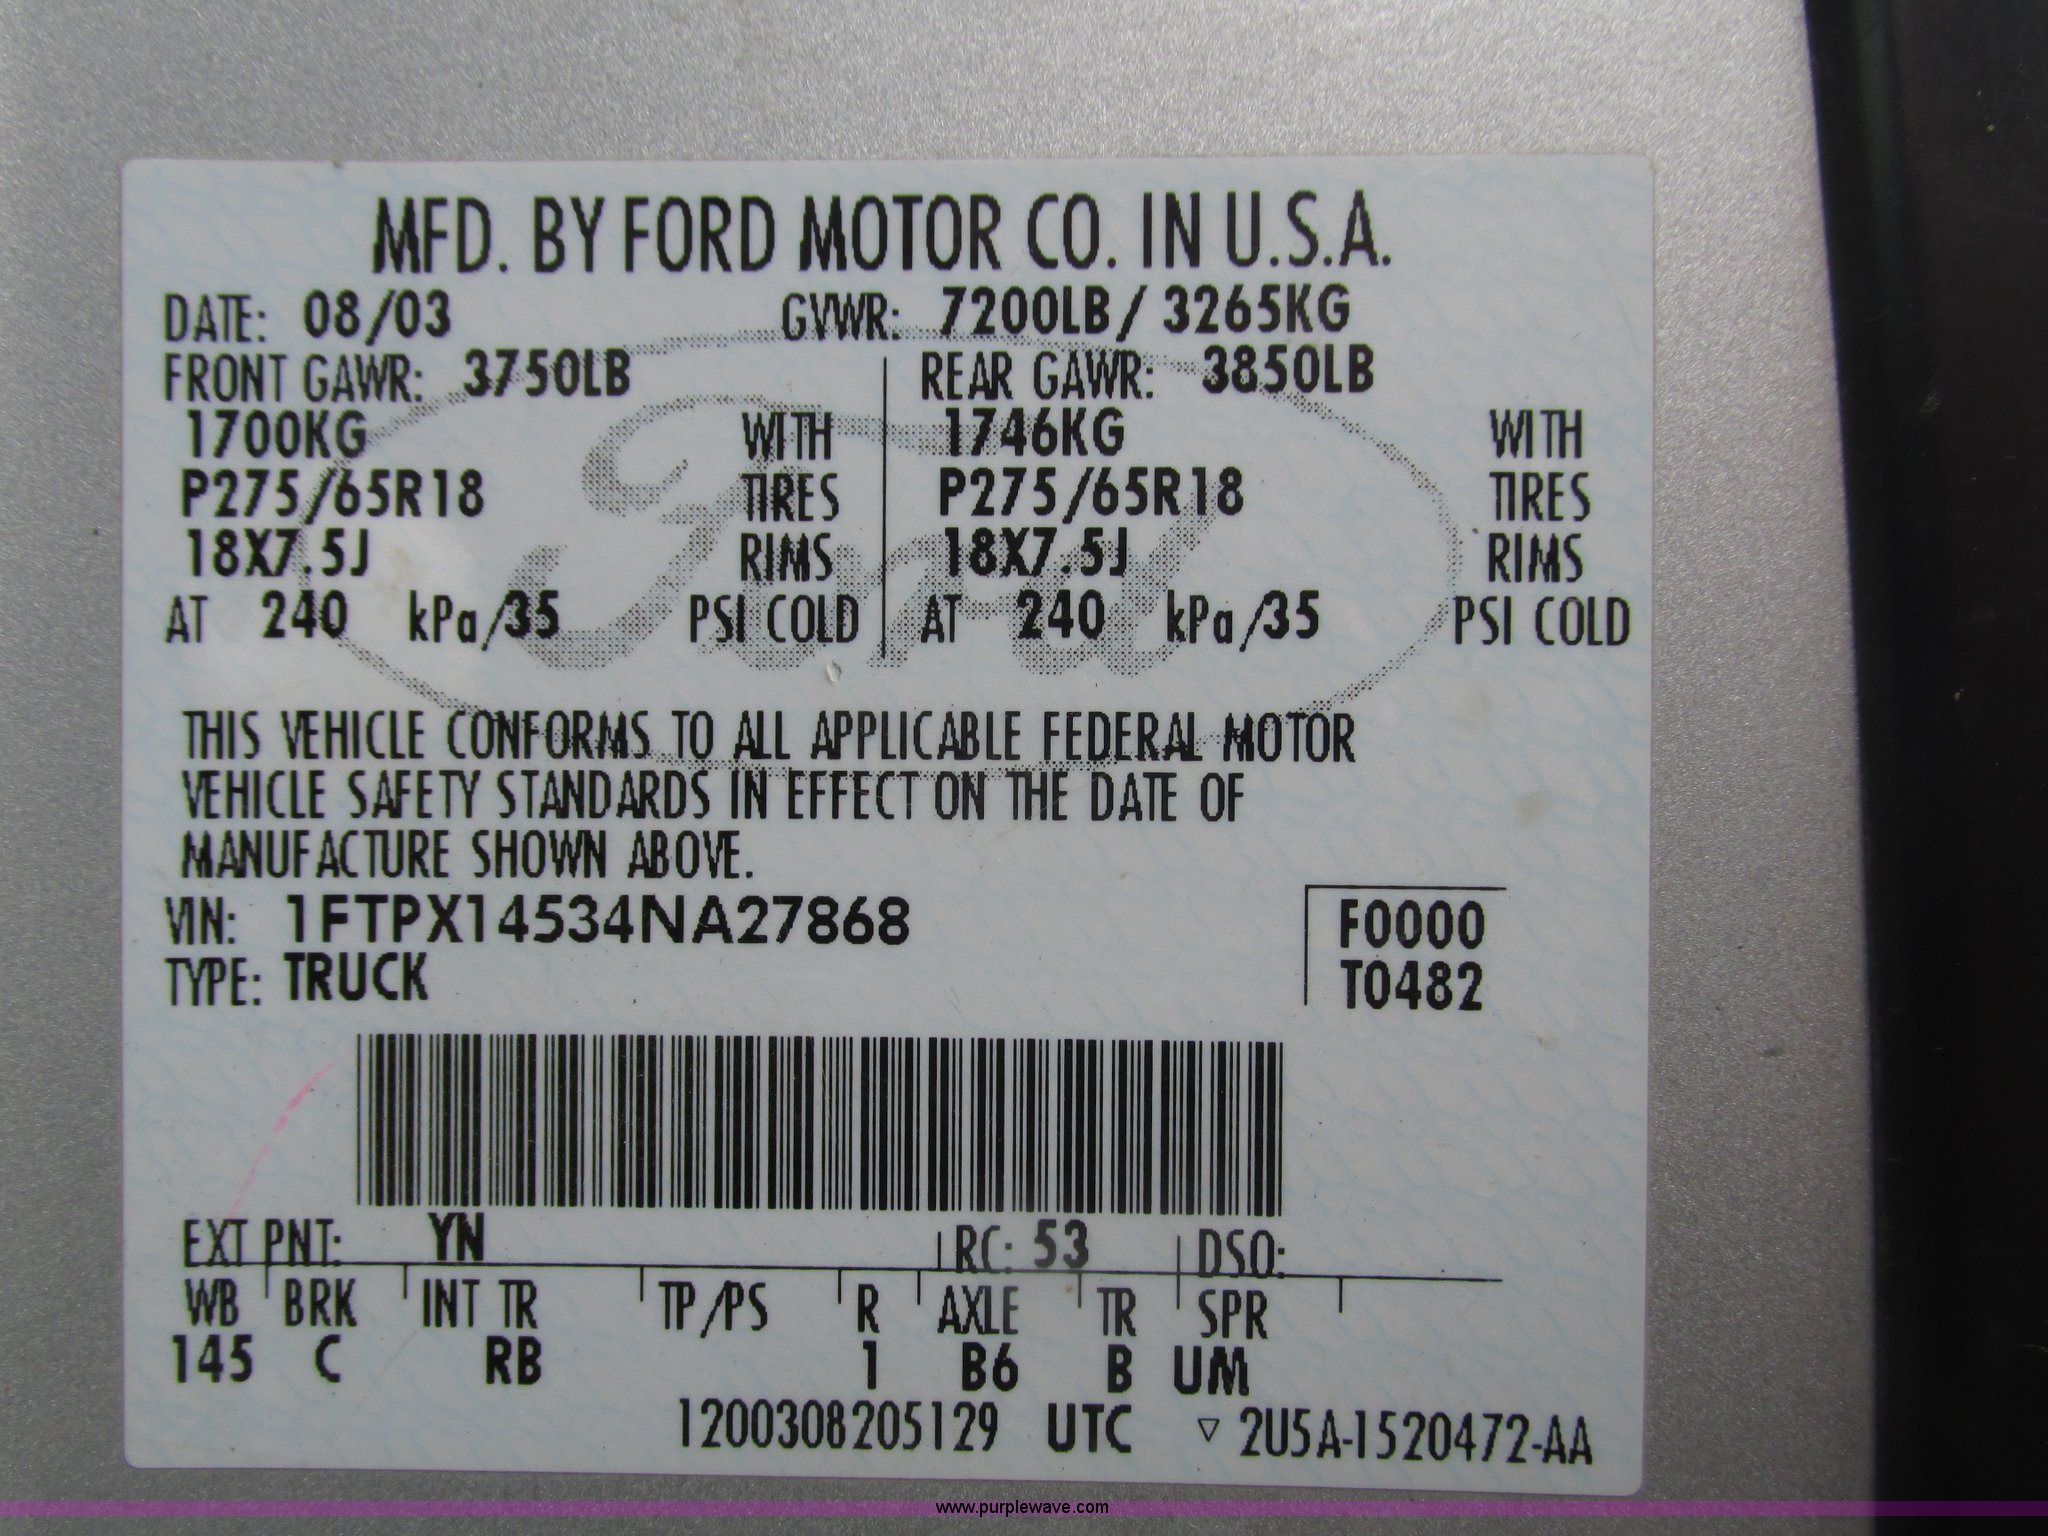 MFD. BY FORD MOTOR CO. IN U.S.A.
DATE: 08/03 GVWR: 7200LB/ 3265KG
FRONT GAWR: 3750LB REAR GAWR: 3850LB
1700KG WITH 1746KG WITH
P275/65R18 TIRES P275/65R18 TIRES
18X7.5J RIMS 18X7.5J RIMS
AT 240 kPa/35 PSI COLD AT 240 kPa/35 PSI COLD
Ford
THIS VEHICLE CONFORMS TO ALL APPLICABLE FEDERAL MOTOR
VEHICLE SAFETY STANDARDS IN EFFECT ON THE DATE OF
MANUFACTURE SHOWN ABOVE.
VIN: 1FTPX14534NA27868 F0000
TYPE: TRUCK T0482
EXT PNT: YN RC: 53 DSO:
WB BRK INT TR TP/PS R AXLE TR SPR
145 C RB 1 B6 B UM
1200308205129 UTC ▽ 2U5A-1520472-AA
www.purplewave.com